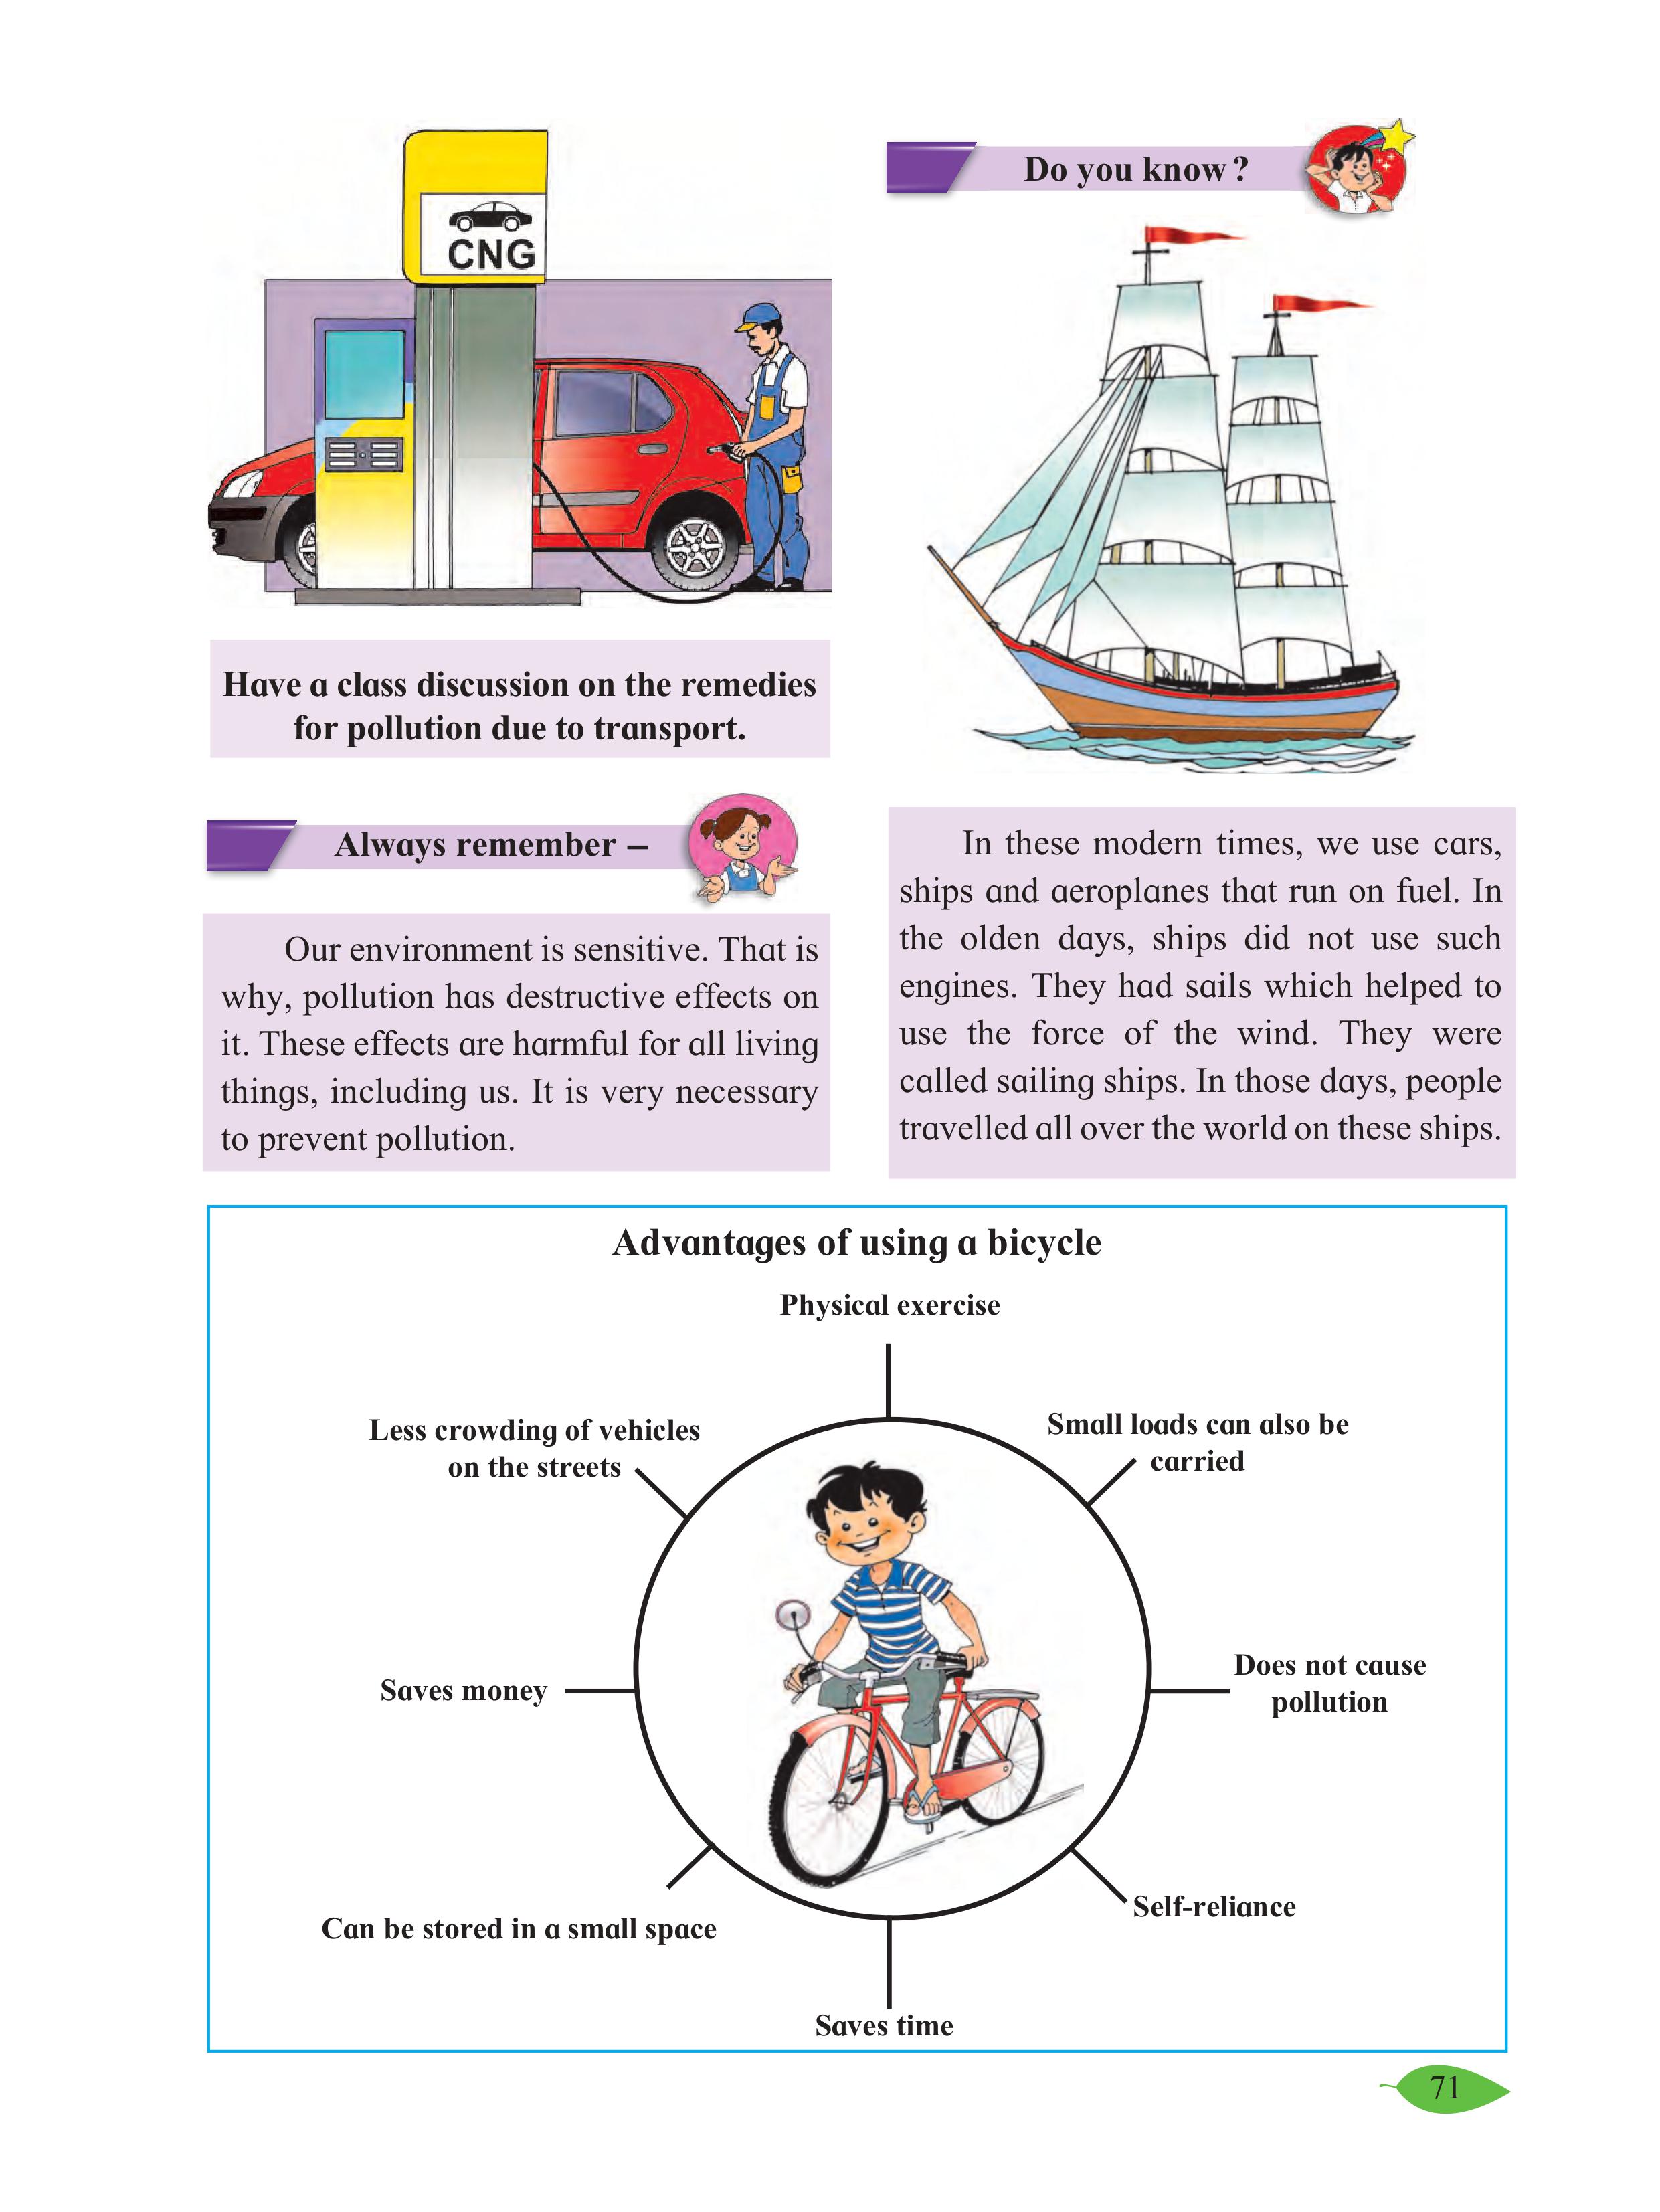 CNG
Have a class discussion on the remedies
for pollution due to transport.
Always remember –
Our environment is sensitive. That is
why, pollution has destructive effects on
it. These effects are harmful for all living
things, including us. It is very necessary
to prevent pollution.
Do you know ?
In these modern times, we use cars,
ships and aeroplanes that run on fuel. In
the olden days, ships did not use such
engines. They had sails which helped to
use the force of the wind. They were
called sailing ships. In those days, people
travelled all over the world on these ships.
Advantages of using a bicycle
Physical exercise
Less crowding of vehicles
on the streets
Small loads can also be
carried
Saves money
Does not cause
pollution
Can be stored in a small space
Self-reliance
Saves time
71